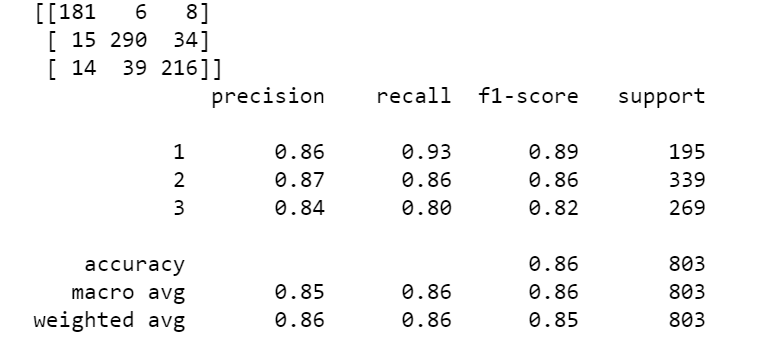 [[181   6   8]
 [ 15 290  34]
 [ 14  39 216]]
              precision    recall  f1-score   support

           1       0.86      0.93      0.89       195
           2       0.87      0.86      0.86       339
           3       0.84      0.80      0.82       269

    accuracy                           0.86       803
   macro avg       0.85      0.86      0.86       803
weighted avg       0.86      0.86      0.85       803